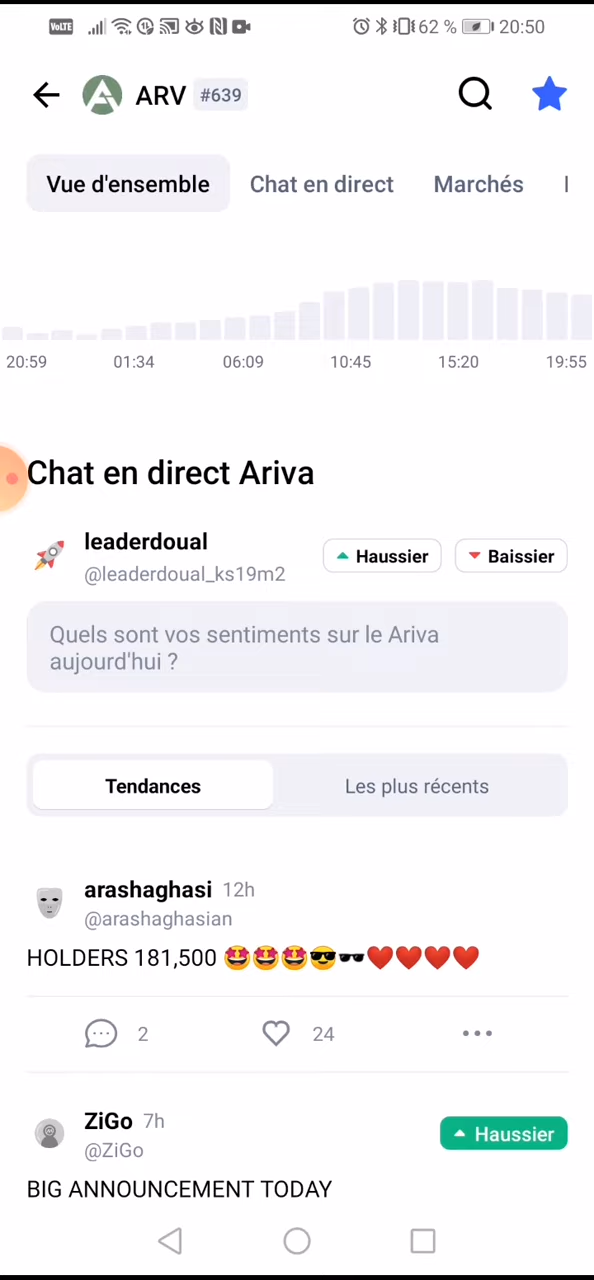 VoLTE 62 % 20:50
ARV #639
Vue d'ensemble Chat en direct Marchés
20:59 01:34 06:09 10:45 15:20 19:55
Chat en direct Ariva
leaderdoual
@leaderdoual_ks19m2
Haussier Baissier
Quels sont vos sentiments sur le Ariva
aujourd'hui ?
Tendances Les plus récents
arashaghasi 12h
@arashaghasian
HOLDERS 181,500 🤩🤩🤩😎🕶️❤️❤️❤️❤️
2 24
ZiGo 7h
@ZiGo
Haussier
BIG ANNOUNCEMENT TODAY